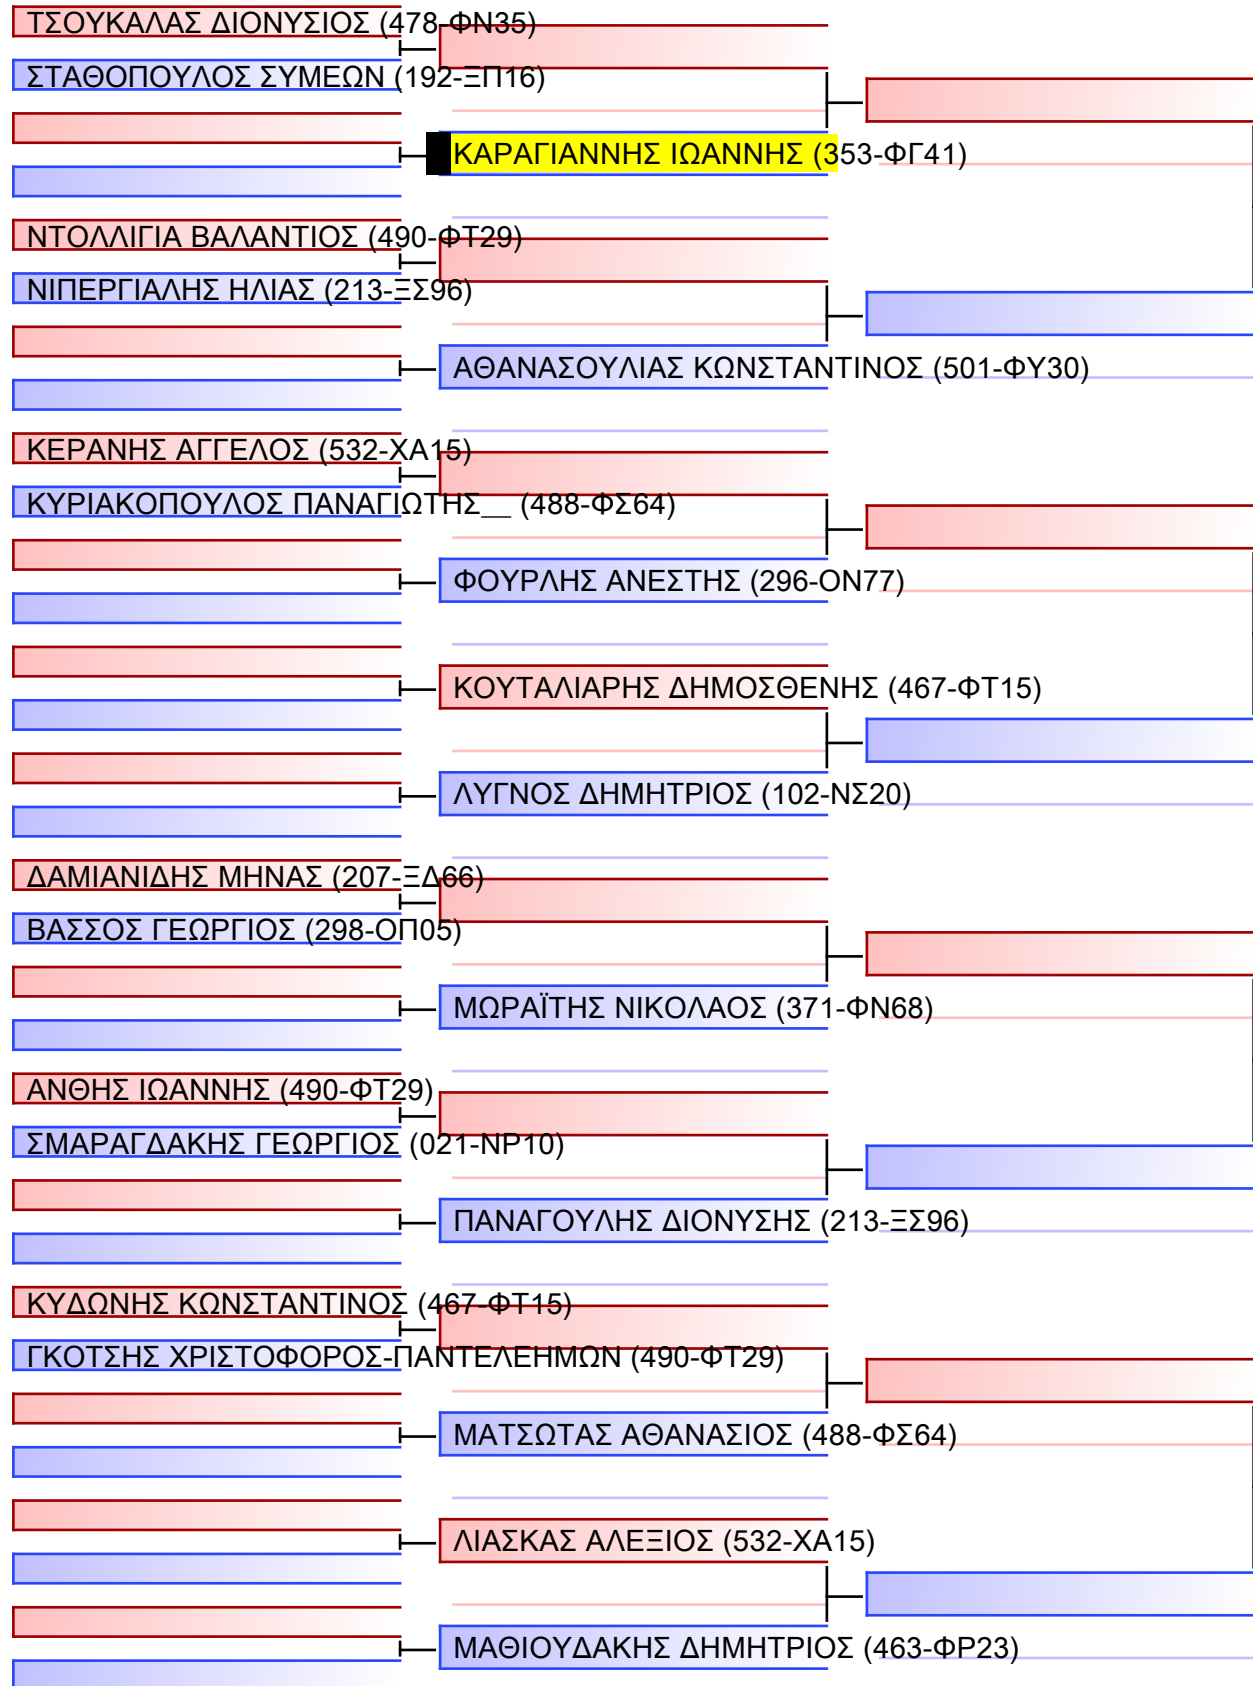 ΤΣΟΥΚΑΛΑΣ ΔΙΟΝΥΣΙΟΣ (478-ΦΝ35)
ΣΤΑΘΟΠΟΥΛΟΣ ΣΥΜΕΩΝ (192-ΞΠ16)
ΚΑΡΑΓΙΑΝΝΗΣ ΙΩΑΝΝΗΣ (353-ΦΓ41)
ΝΤΟΛΛΙΓΙΑ ΒΑΛΑΝΤΙΟΣ (490-ΦΤ29)
ΝΙΠΕΡΓΙΑΛΗΣ ΗΛΙΑΣ (213-ΞΣ96)
ΑΘΑΝΑΣΟΥΛΙΑΣ ΚΩΝΣΤΑΝΤΙΝΟΣ (501-ΦΥ30)
ΚΕΡΑΝΗΣ ΑΓΓΕΛΟΣ (532-ΧΑ15)
ΚΥΡΙΑΚΟΠΟΥΛΟΣ ΠΑΝΑΓΙΩΤΗΣ__ (488-ΦΣ64)
ΦΟΥΡΛΗΣ ΑΝΕΣΤΗΣ (296-ΟΝ77)
ΚΟΥΤΑΛΙΑΡΗΣ ΔΗΜΟΣΘΕΝΗΣ (467-ΦΤ15)
ΛΥΓΝΟΣ ΔΗΜΗΤΡΙΟΣ (102-ΝΣ20)
ΔΑΜΙΑΝΙΔΗΣ ΜΗΝΑΣ (207-ΞΔ66)
ΒΑΣΣΟΣ ΓΕΩΡΓΙΟΣ (298-ΟΠ05)
ΜΩΡΑΪΤΗΣ ΝΙΚΟΛΑΟΣ (371-ΦΝ68)
ΑΝΘΗΣ ΙΩΑΝΝΗΣ (490-ΦΤ29)
ΣΜΑΡΑΓΔΑΚΗΣ ΓΕΩΡΓΙΟΣ (021-ΝΡ10)
ΠΑΝΑΓΟΥΛΗΣ ΔΙΟΝΥΣΗΣ (213-ΞΣ96)
ΚΥΔΩΝΗΣ ΚΩΝΣΤΑΝΤΙΝΟΣ (467-ΦΤ15)
ΓΚΟΤΣΗΣ ΧΡΙΣΤΟΦΟΡΟΣ-ΠΑΝΤΕΛΕΗΜΩΝ (490-ΦΤ29)
ΜΑΤΣΩΤΑΣ ΑΘΑΝΑΣΙΟΣ (488-ΦΣ64)
ΛΙΑΣΚΑΣ ΑΛΕΞΙΟΣ (532-ΧΑ15)
ΜΑΘΙΟΥΔΑΚΗΣ ΔΗΜΗΤΡΙΟΣ (463-ΦΡ23)